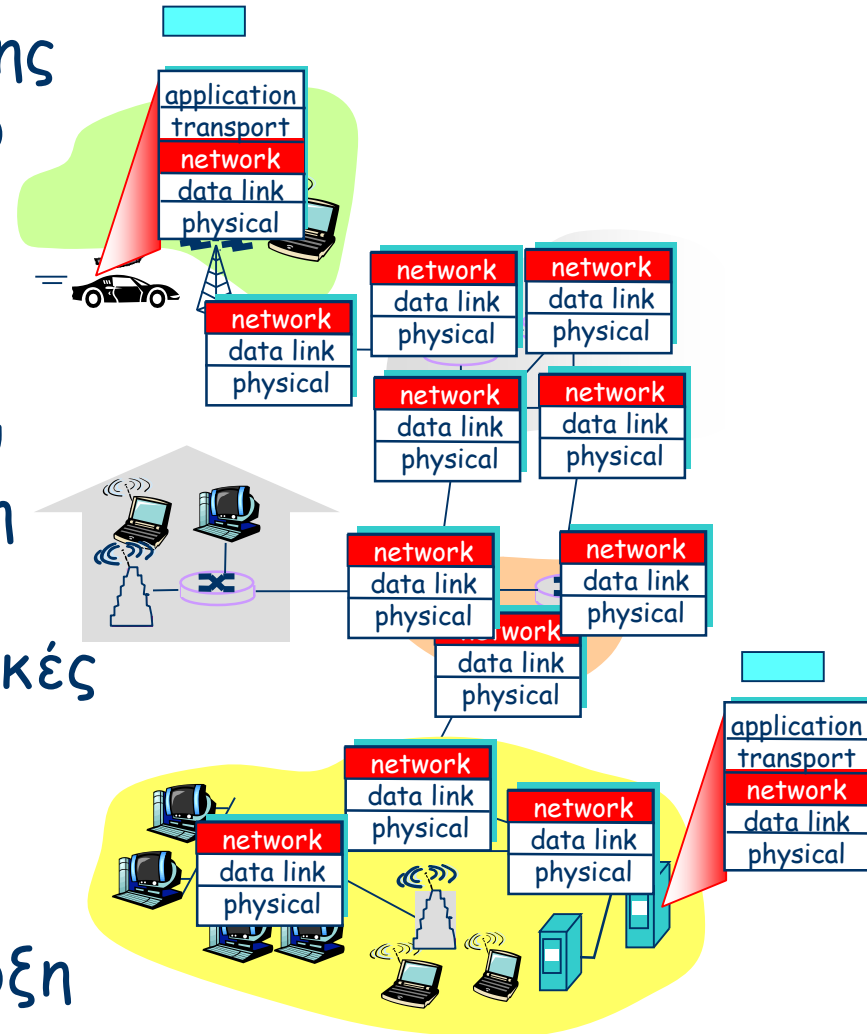 application
transport
network
data link
physical
network
data link
physical
network
data link
physical
network
data link
physical
network
data link
physical
network
data link
physical
network
data link
physical
network
data link
physical
work
data link
physical
application
transport
network
data link
physical
network
data link
physical
network
data link
physical
network
data link
physical
ης
κές
ξη